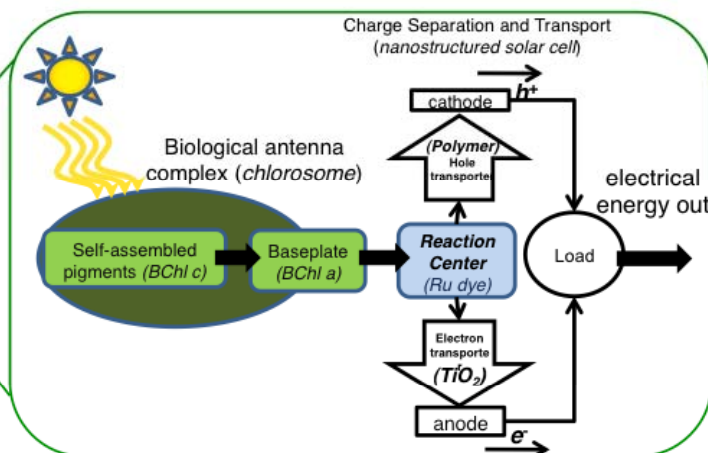 Charge Separation and Transport
(nanostructured solar cell)
h⁺
cathode
Biological antenna
complex (chlorosome)
(Polymer)
Hole
transporte
electrical
energy out
Self-assembled
pigments (BChl c)
Baseplate
(BChl a)
Reaction
Center
(Ru dye)
Load
Electron
transporte
r
(TiO₂)
anode
e⁻